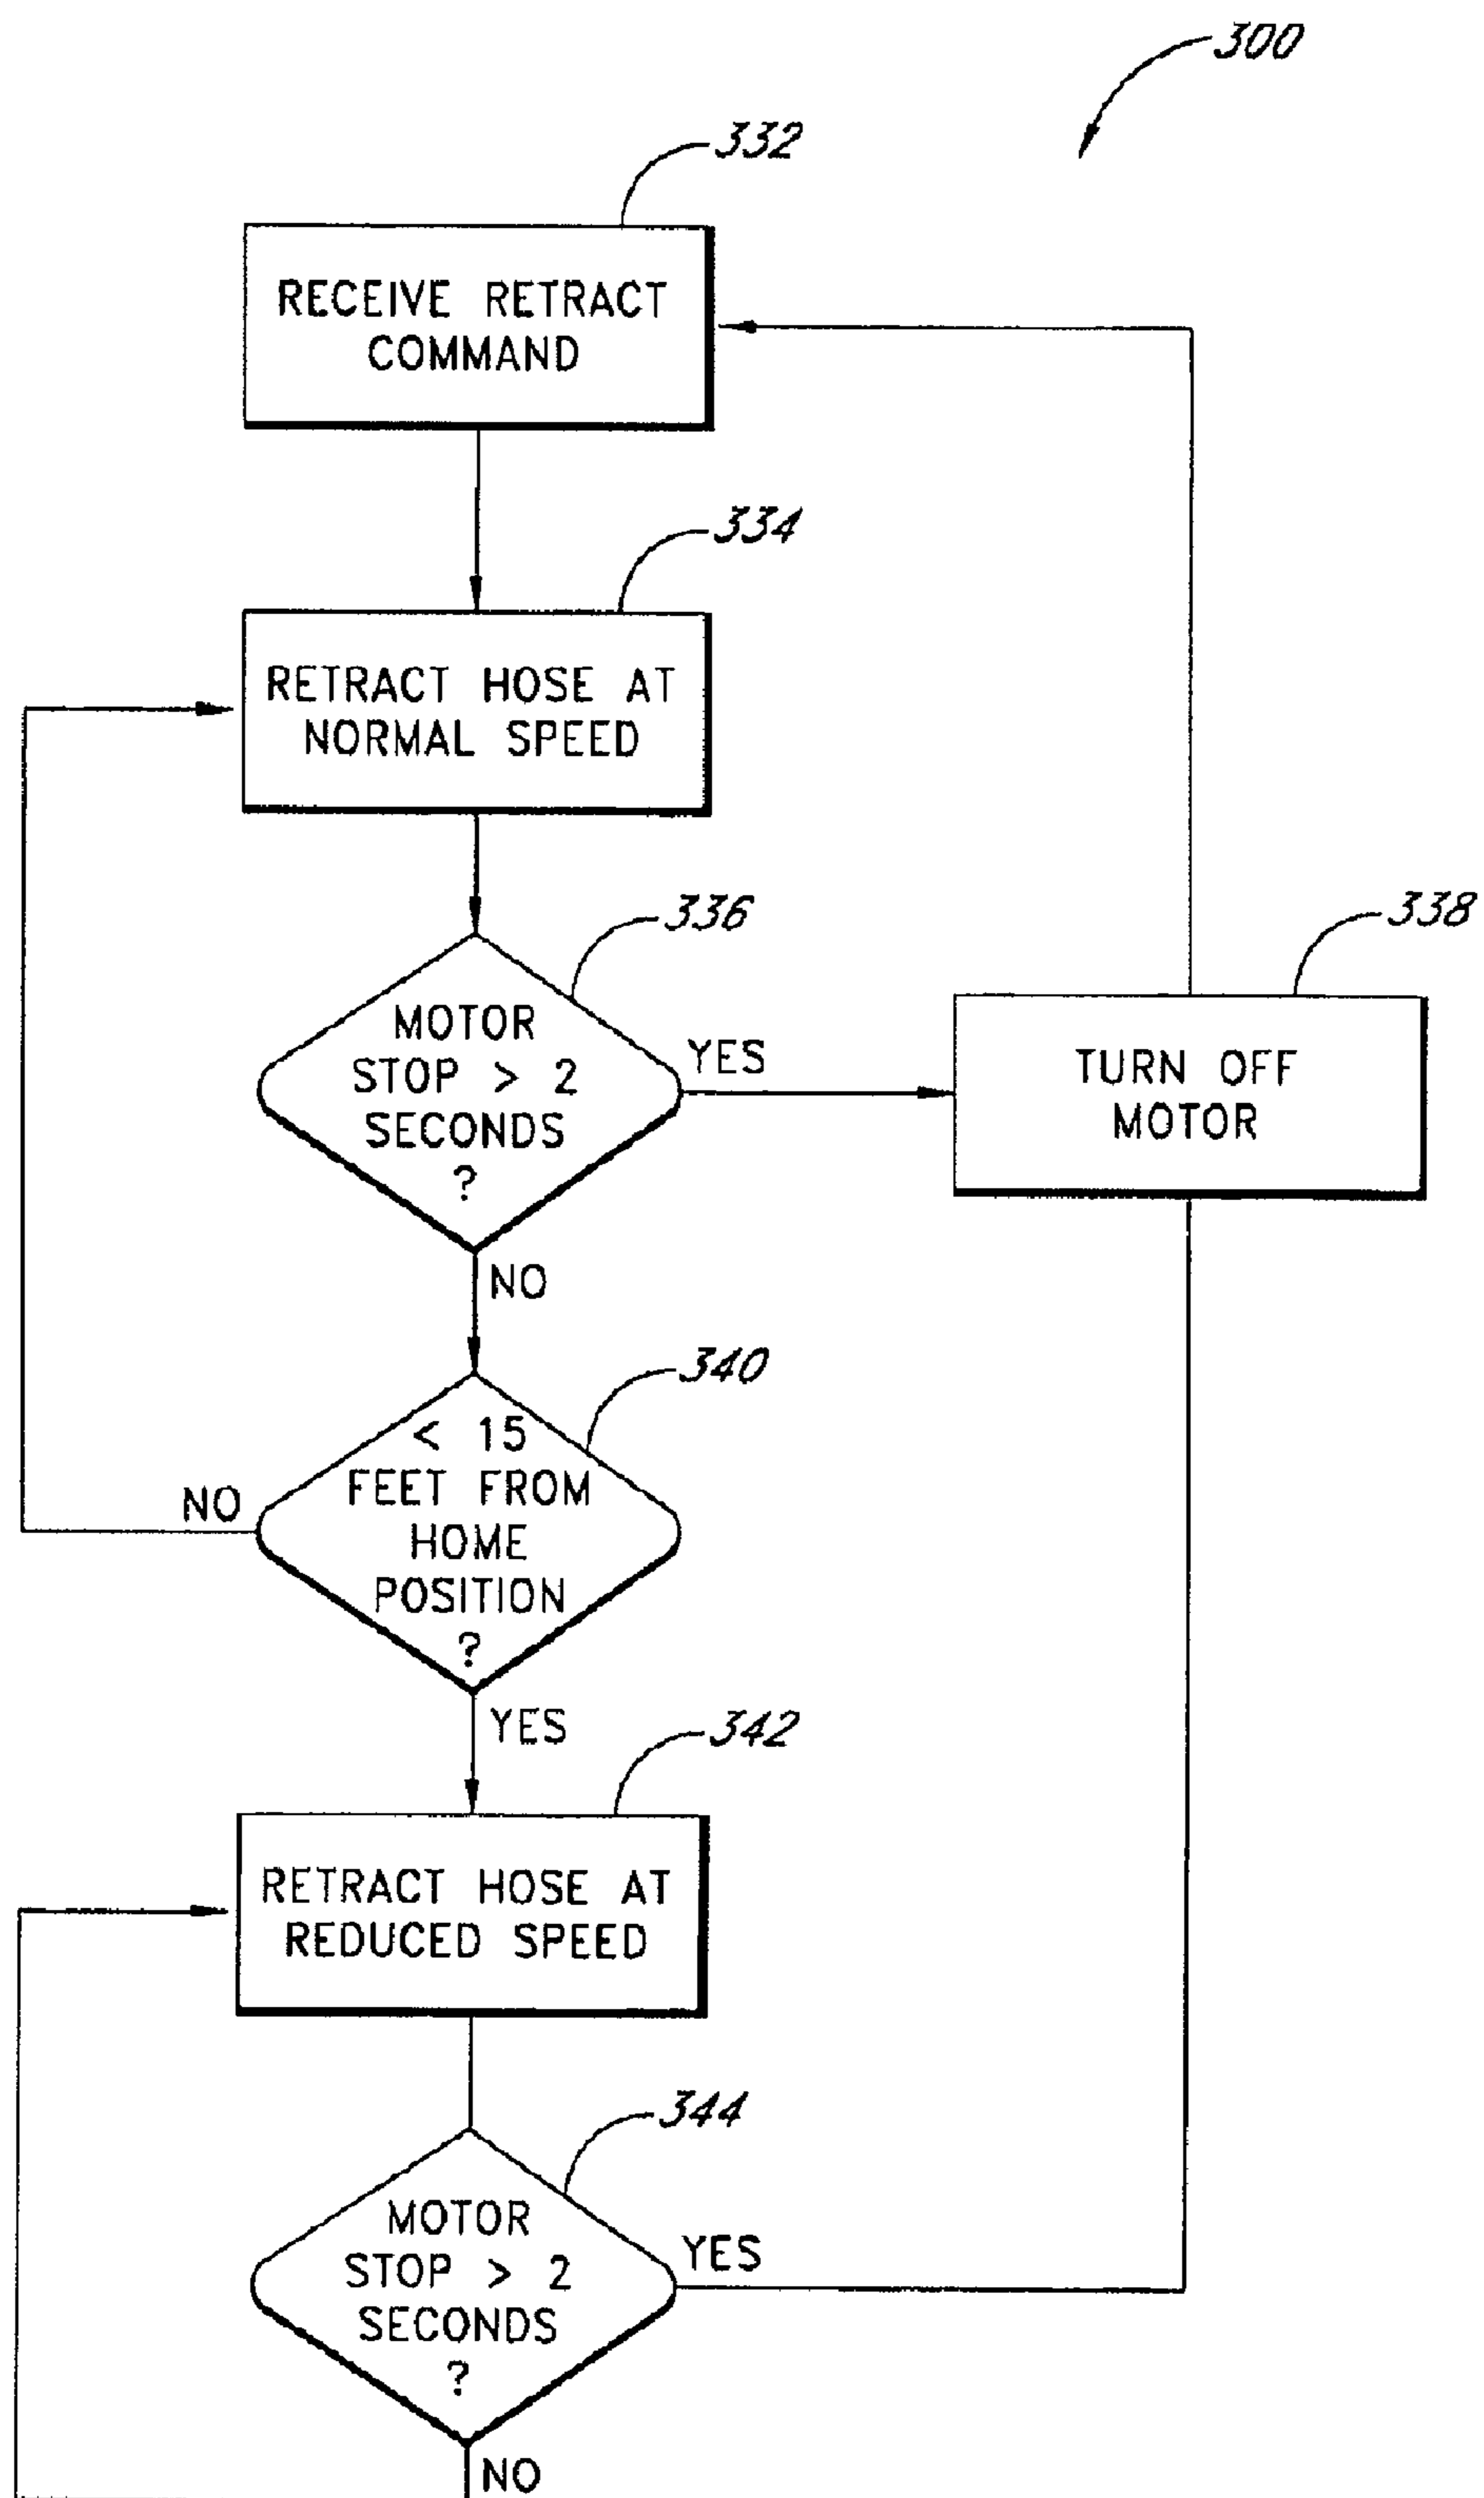 300
332
RECEIVE RETRACT
COMMAND
334
RETRACT HOSE AT
NORMAL SPEED
336
338
MOTOR
STOP > 2
SECONDS
?
YES
TURN OFF
MOTOR
NO
340
< 15
FEET FROM
HOME
POSITION
?
NO
YES
342
RETRACT HOSE AT
REDUCED SPEED
344
MOTOR
STOP > 2
SECONDS
?
YES
NO